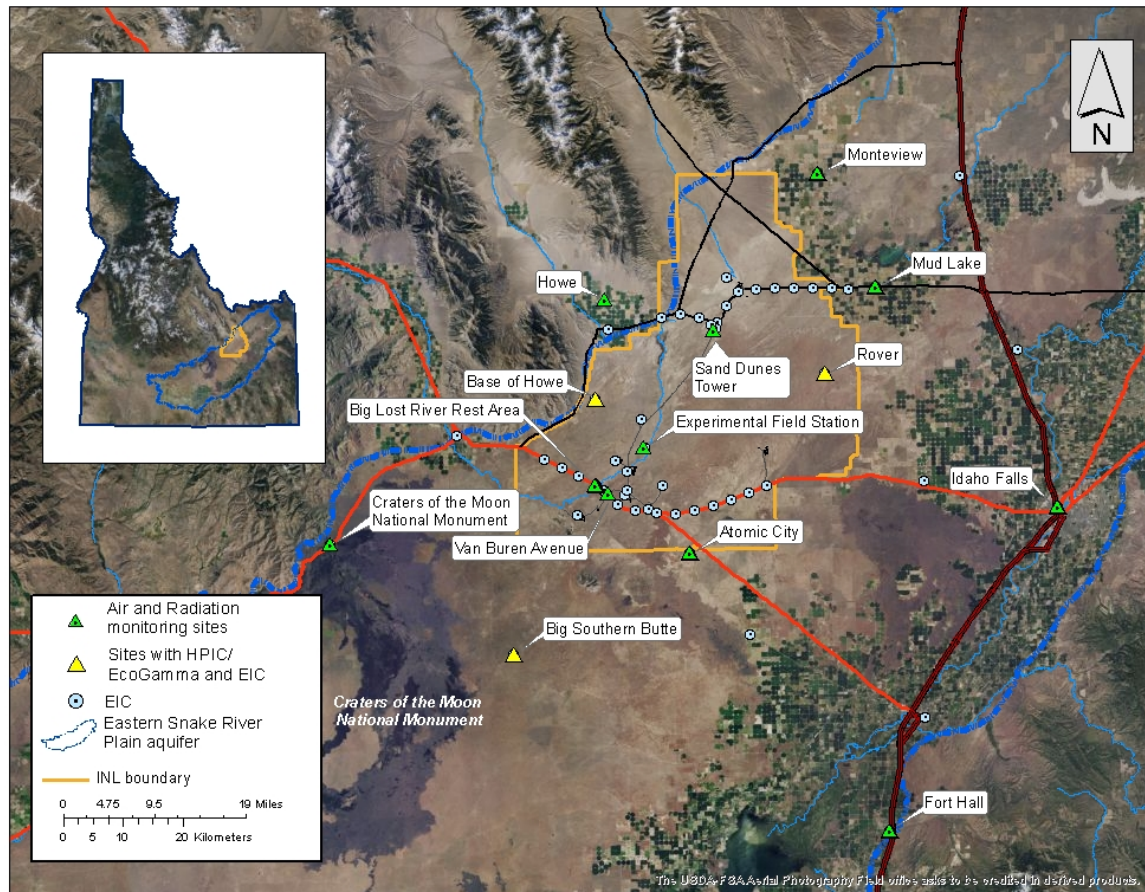 N
Monteview
Mud Lake
Howe
Sand Dunes
Tower
Rover
Base of Howe
Big Lost River Rest Area
Experimental Field Station
Idaho Falls
Craters of the Moon
National Monument
Van Buren Avenue
Atomic City
Big Southern Butte
Craters of the Moon
National Monument
Fort Hall
Air and Radiation
monitoring sites
Sites with HPIC/
EcoGamma and EIC
EIC
Eastern Snake River
Plain aquifer
INL boundary
0 4.75 9.5 19 Miles
0 5 10 20 Kilometers
The USDA-FSA Aerial Photography Field office asks to be credited in derived products.